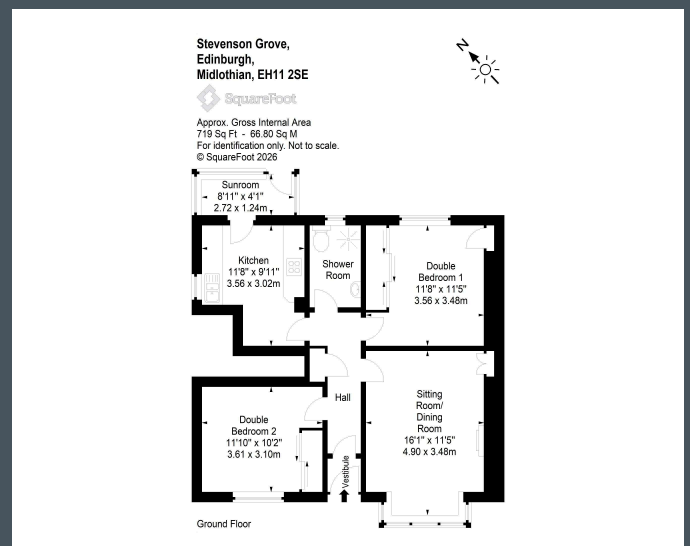 Stevenson Grove,
Edinburgh,
Midlothian, EH11 2SE
N
SquareFoot
Approx. Gross Internal Area
719 Sq Ft - 66.80 Sq M
For identification only. Not to scale.
© SquareFoot 2026
Sunroom
8'11" x 4'1"
2.72 x 1.24m
Kitchen
11'8" x 9'11"
3.56 x 3.02m
Shower
Room
Double
Bedroom 1
11'8" x 11'5"
3.56 x 3.48m
Hall
Sitting
Room/
Dining
Room
16'1" x 11'5"
4.90 x 3.48m
Double
Bedroom 2
11'10" x 10'2"
3.61 x 3.10m
Vestibule
Ground Floor